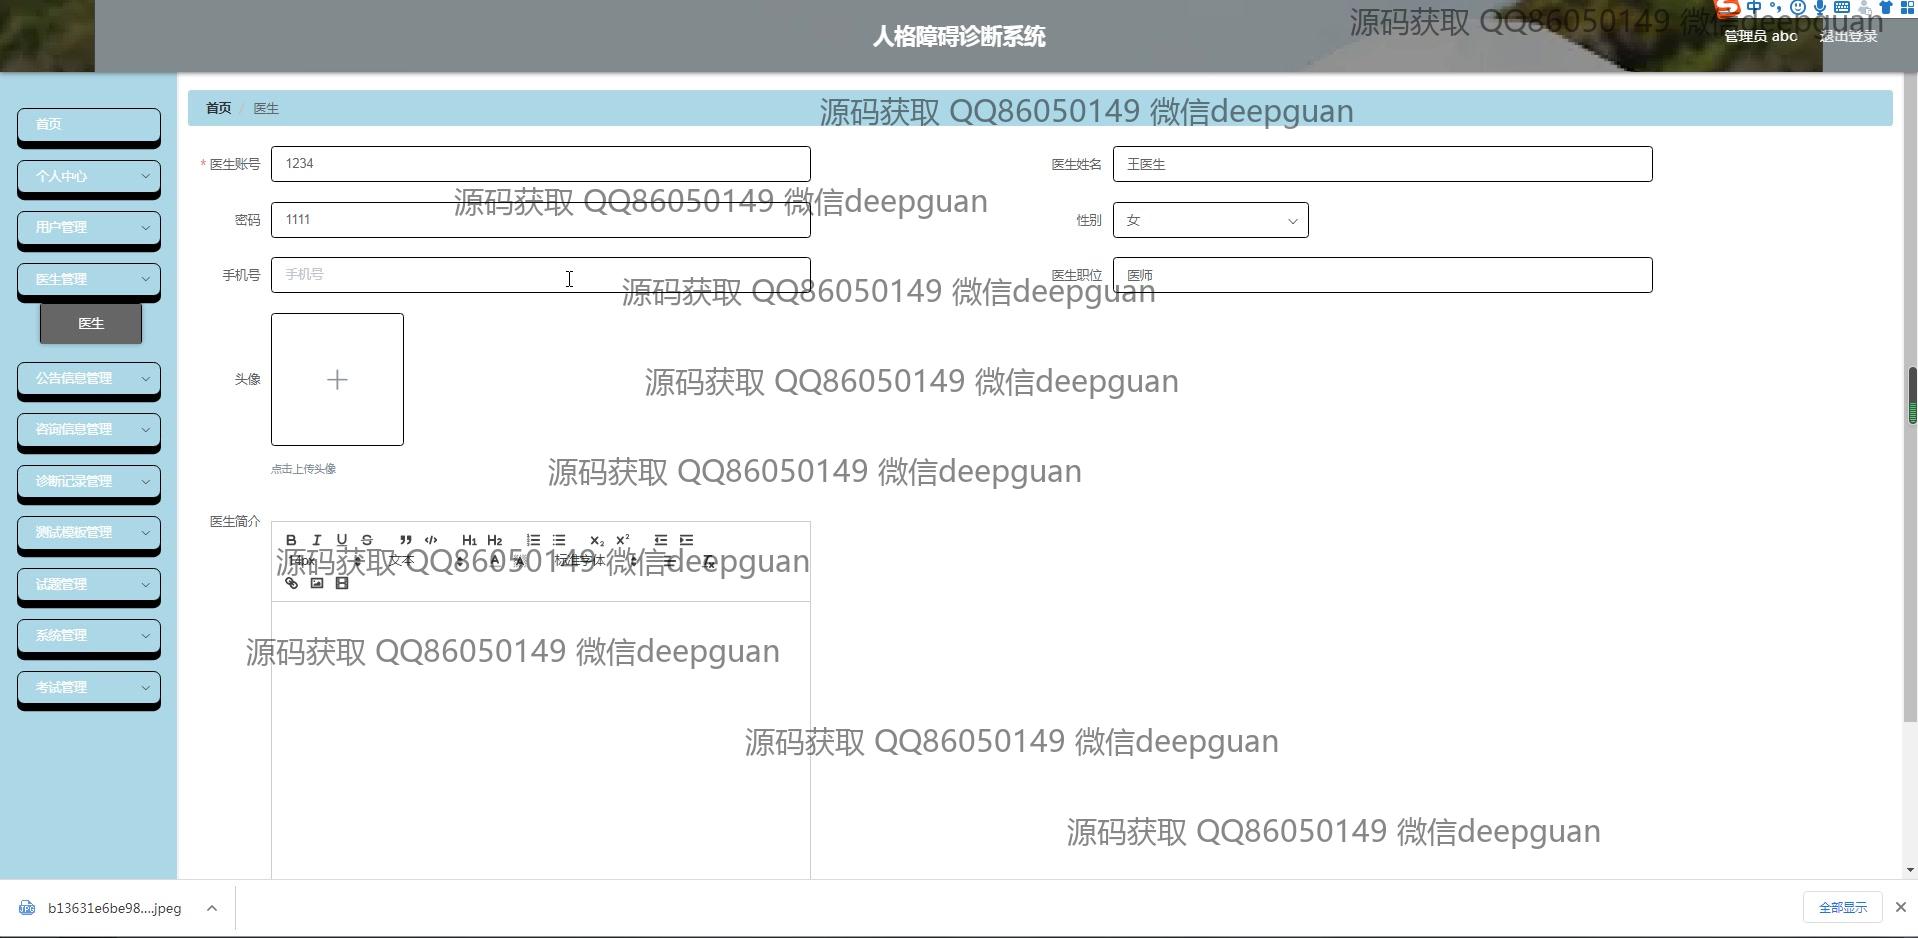 人格障碍诊断系统
源码获取 QQ86050149 微信deepguan
管理员 abc
退出登录
中
首页
个人中心
用户管理
医生管理
医生
公告信息管理
咨询信息管理
诊断记录管理
测试模板管理
试题管理
系统管理
考试管理
首页 / 医生
源码获取 QQ86050149 微信deepguan
* 医生账号 1234
医生姓名 王医生
源码获取 QQ86050149 微信deepguan
密码 1111
性别 女
手机号 手机号
医生职位 医师
源码获取 QQ86050149 微信deepguan
头像
源码获取 QQ86050149 微信deepguan
点击上传头像
源码获取 QQ86050149 微信deepguan
医生简介
B I U S H1 H2 X₂ X²
14px 文本 A A 标准字体
源码获取 QQ86050149 微信deepguan
源码获取 QQ86050149 微信deepguan
源码获取 QQ86050149 微信deepguan
源码获取 QQ86050149 微信deepguan
b13631e6be98....jpeg
全部显示